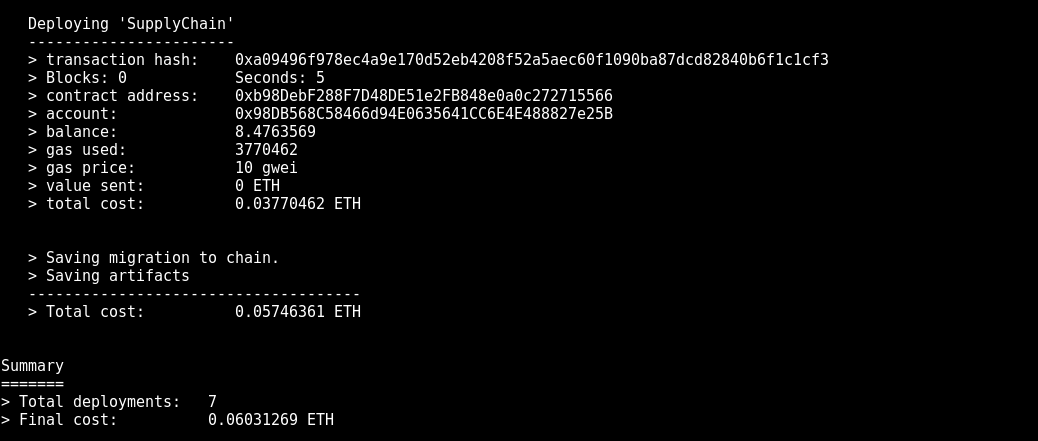 Deploying 'SupplyChain'
-----------------------
> transaction hash:    0xa09496f978ec4a9e170d52eb4208f52a5aec60f1090ba87dcd82840b6f1c1cf3
> Blocks: 0            Seconds: 5
> contract address:    0xb98DebF288F7D48DE51e2FB848e0a0c272715566
> account:             0x98DB568C58466d94E0635641CC6E4E488827e25B
> balance:             8.4763569
> gas used:            3770462
> gas price:           10 gwei
> value sent:          0 ETH
> total cost:          0.03770462 ETH
> Saving migration to chain.
> Saving artifacts
-------------------------------------
> Total cost:          0.05746361 ETH
Summary
=======
> Total deployments:   7
> Final cost:          0.06031269 ETH